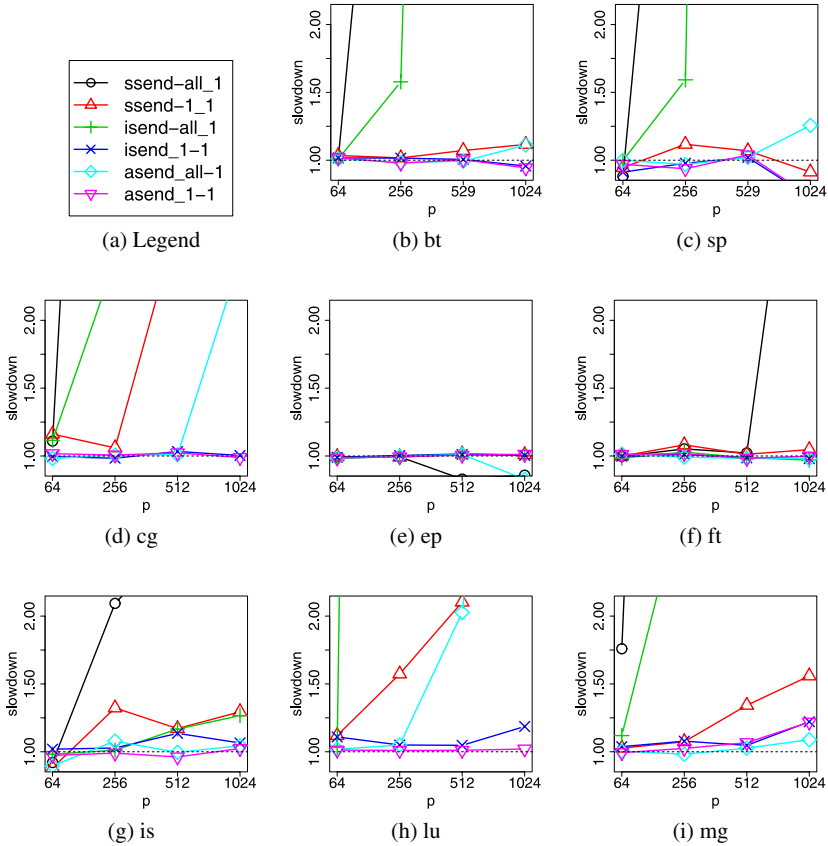 ssend-all_1
ssend-1_1
isend-all_1
isend_1-1
asend_all-1
asend_1-1
(a) Legend
slowdown
1.00 1.50 2.00
64 256 529 1024
p
(b) bt
slowdown
1.00 1.50 2.00
64 256 529 1024
p
(c) sp
slowdown
1.00 1.50 2.00
64 256 512 1024
p
(d) cg
slowdown
1.00 1.50 2.00
64 256 512 1024
p
(e) ep
slowdown
1.00 1.50 2.00
64 256 512 1024
p
(f) ft
slowdown
1.00 1.50 2.00
64 256 512 1024
p
(g) is
slowdown
1.00 1.50 2.00
64 256 512 1024
p
(h) lu
slowdown
1.00 1.50 2.00
64 256 512 1024
p
(i) mg